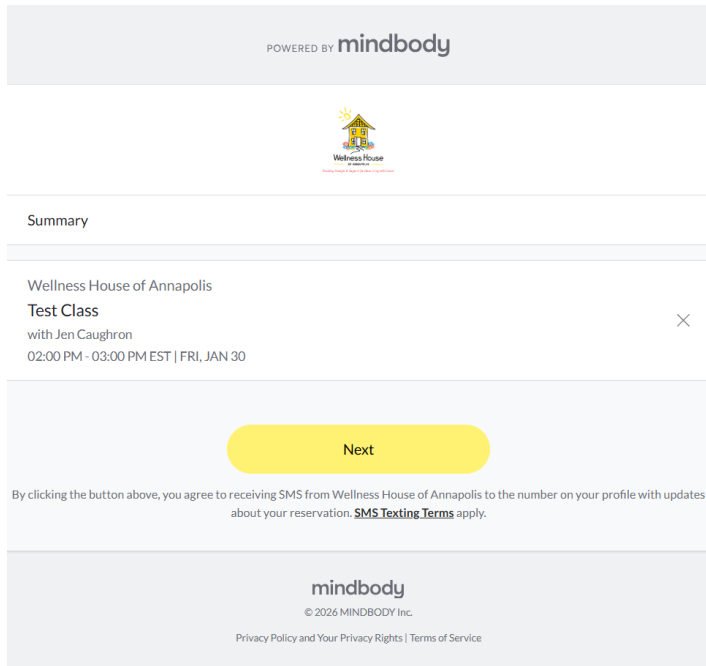 POWERED BY mindbody
Wellness House
OF ANNAPOLIS
Summary
Wellness House of Annapolis
Test Class
with Jen Caughron
02:00 PM - 03:00 PM EST | FRI, JAN 30
Next
By clicking the button above, you agree to receiving SMS from Wellness House of Annapolis to the number on your profile with updates
about your reservation. SMS Texting Terms apply.
mindbody
© 2026 MINDBODY Inc.
Privacy Policy and Your Privacy Rights | Terms of Service